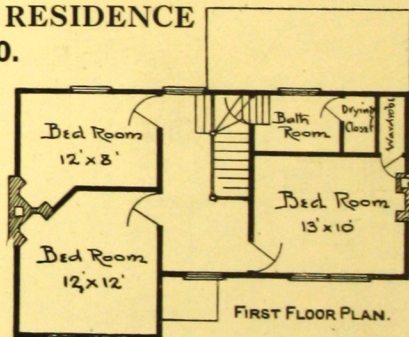 RESIDENCE
0.
Bed Room
12' x 8'
Bath
Room
Drying
Closet
Wardrobe
Bed Room
13' x 10'
Bed Room
12' x 12'
FIRST FLOOR PLAN.